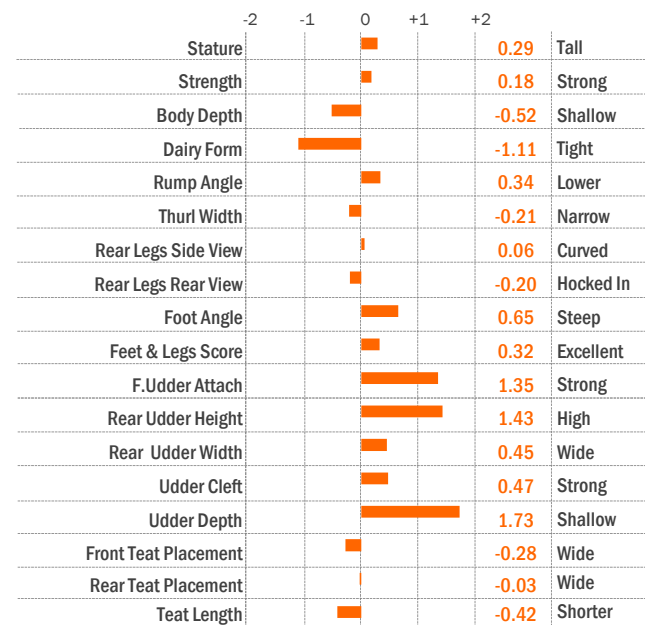 -2 -1 0 +1 +2
Stature 0.29 Tall
Strength 0.18 Strong
Body Depth -0.52 Shallow
Dairy Form -1.11 Tight
Rump Angle 0.34 Lower
Thurl Width -0.21 Narrow
Rear Legs Side View 0.06 Curved
Rear Legs Rear View -0.20 Hocked In
Foot Angle 0.65 Steep
Feet & Legs Score 0.32 Excellent
F.Udder Attach 1.35 Strong
Rear Udder Height 1.43 High
Rear Udder Width 0.45 Wide
Udder Cleft 0.47 Strong
Udder Depth 1.73 Shallow
Front Teat Placement -0.28 Wide
Rear Teat Placement -0.03 Wide
Teat Length -0.42 Shorter